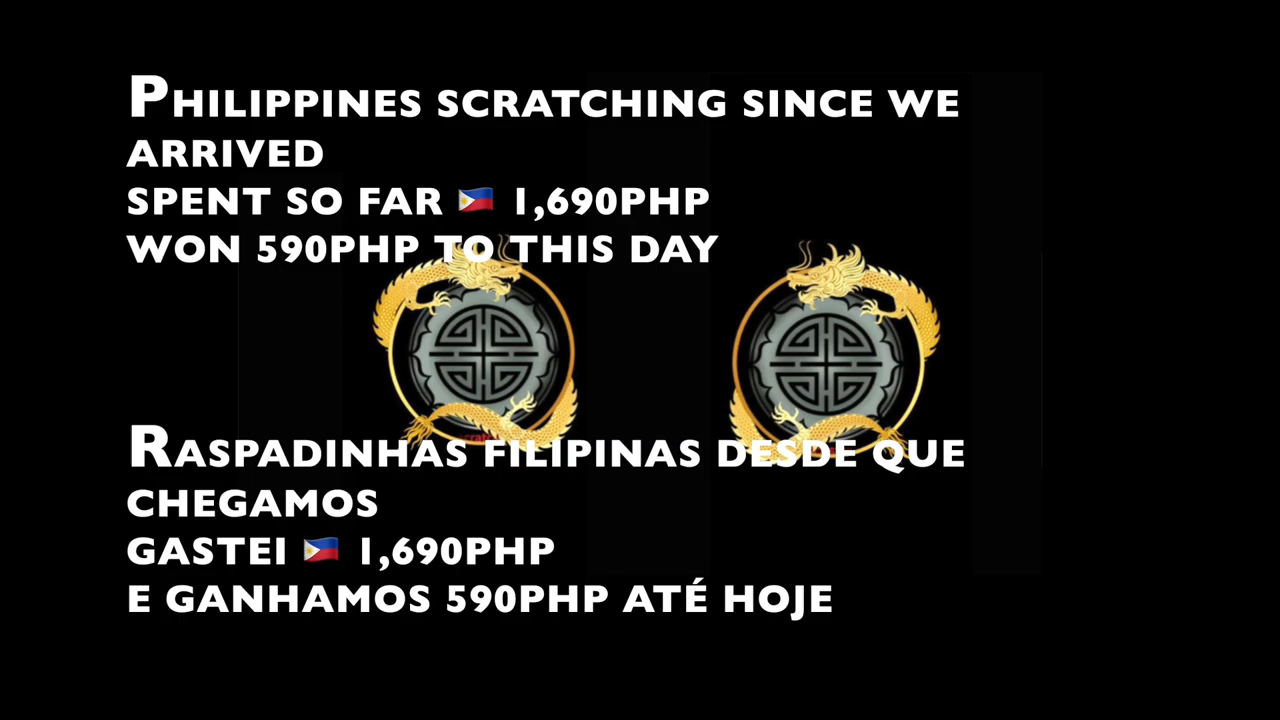 PHILIPPINES SCRATCHING SINCE WE
ARRIVED
SPENT SO FAR 🇵🇭 1,690PHP
WON 590PHP TO THIS DAY
RASPADINHAS FILIPINAS DESDE QUE
CHEGAMOS
GASTEI 🇵🇭 1,690PHP
E GANHAMOS 590PHP ATÉ HOJE